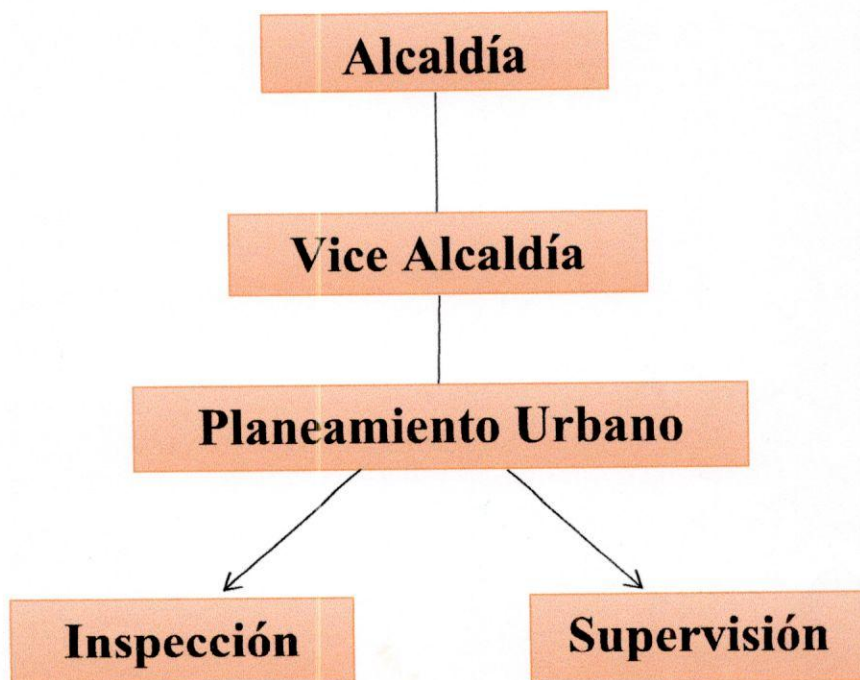 Alcaldía
Vice Alcaldía
Planeamiento Urbano
Inspección
Supervisión